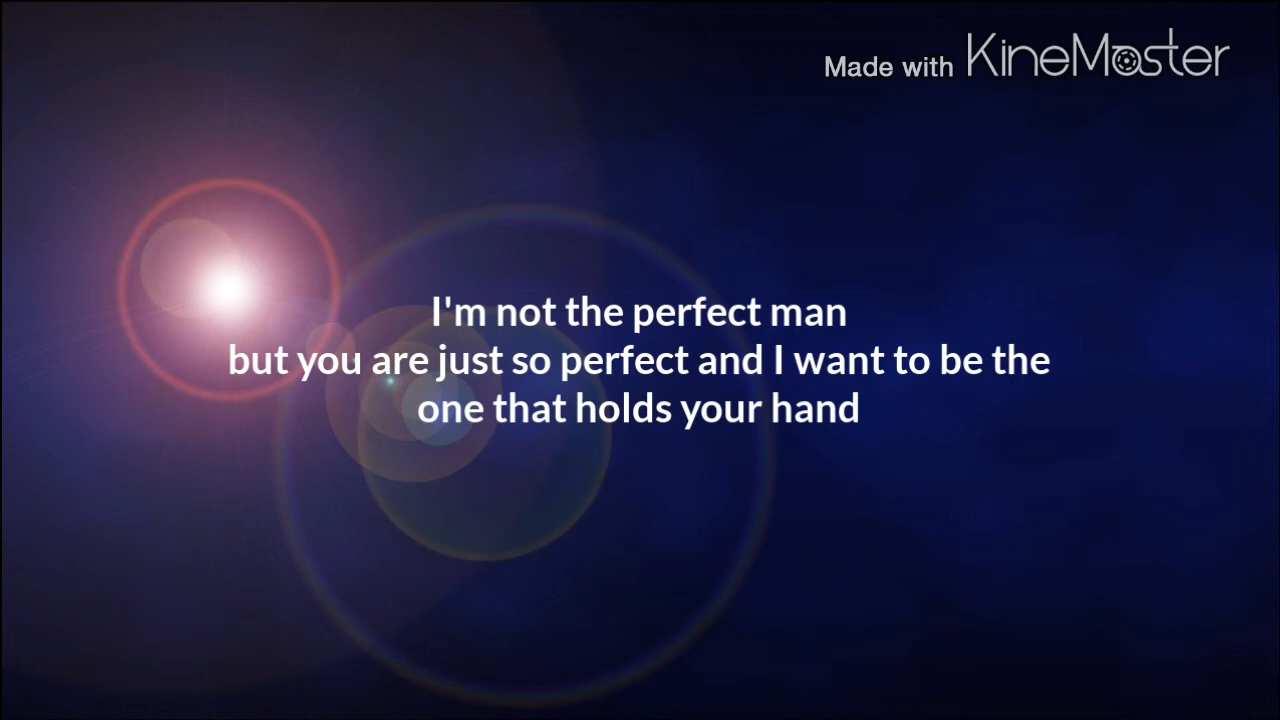 Made with KineMaster
I'm not the perfect man
but you are just so perfect and I want to be the
one that holds your hand